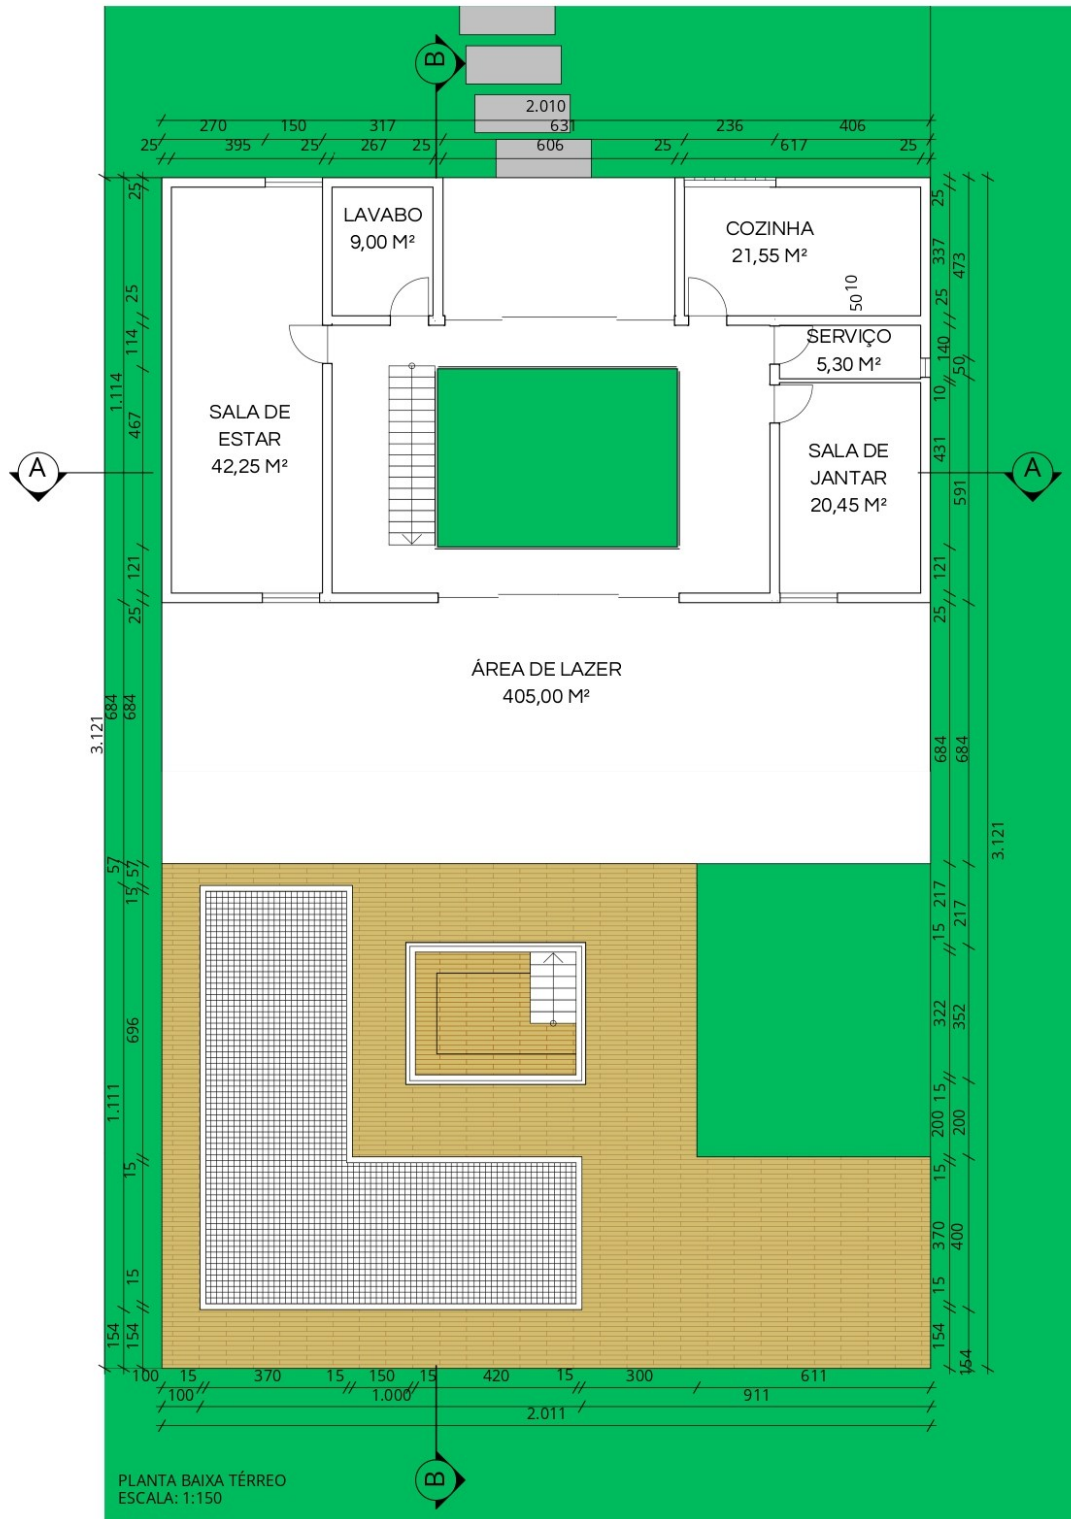 B
2.010
270 150 317 631 236 406
25 395 25 267 25 606 25 617 25
25
25
114
1.114
467
121
25
LAVABO
9,00 M²
COZINHA
21,55 M²
50 10
SERVIÇO
5,30 M²
SALA DE
ESTAR
42,25 M²
SALA DE
JANTAR
20,45 M²
A
A
25
337
473
25
140
50
10
431
591
121
25
ÁREA DE LAZER
405,00 M²
3.121
684
684
684
684
3.121
57
57
15
696
1.111
15
15
154
154
217
217
15
322
352
15
200
200
15
370
400
15
154
154
100 15 370 15 150 15 420 15 300 611
100 1.000 911
2.011
B
PLANTA BAIXA TÉRREO
ESCALA: 1:150